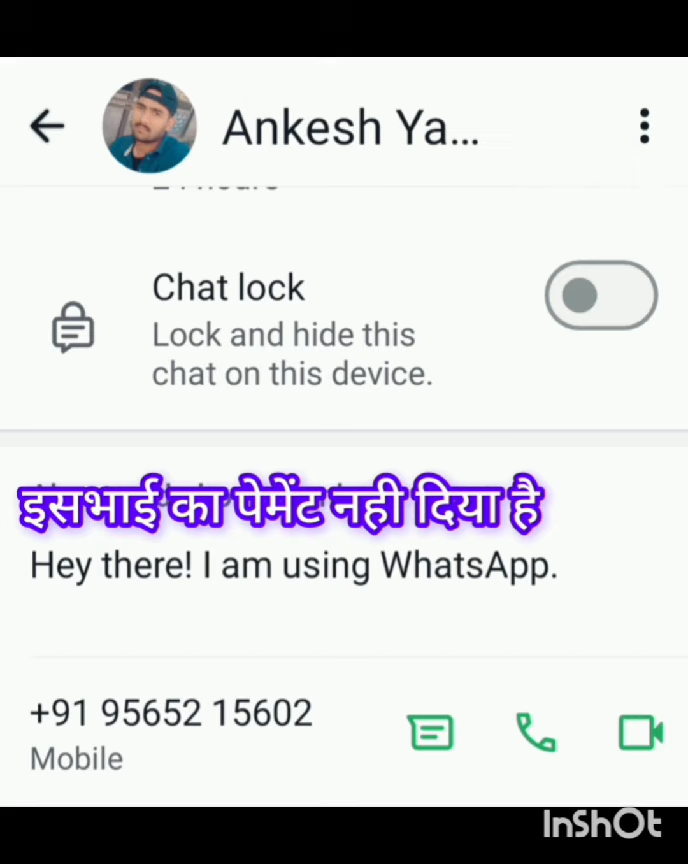 Ankesh Ya...
Chat lock
Lock and hide this
chat on this device.
इसभाई का पेमेंट नही दिया है
Hey there! I am using WhatsApp.
+91 95652 15602
Mobile
InShOt